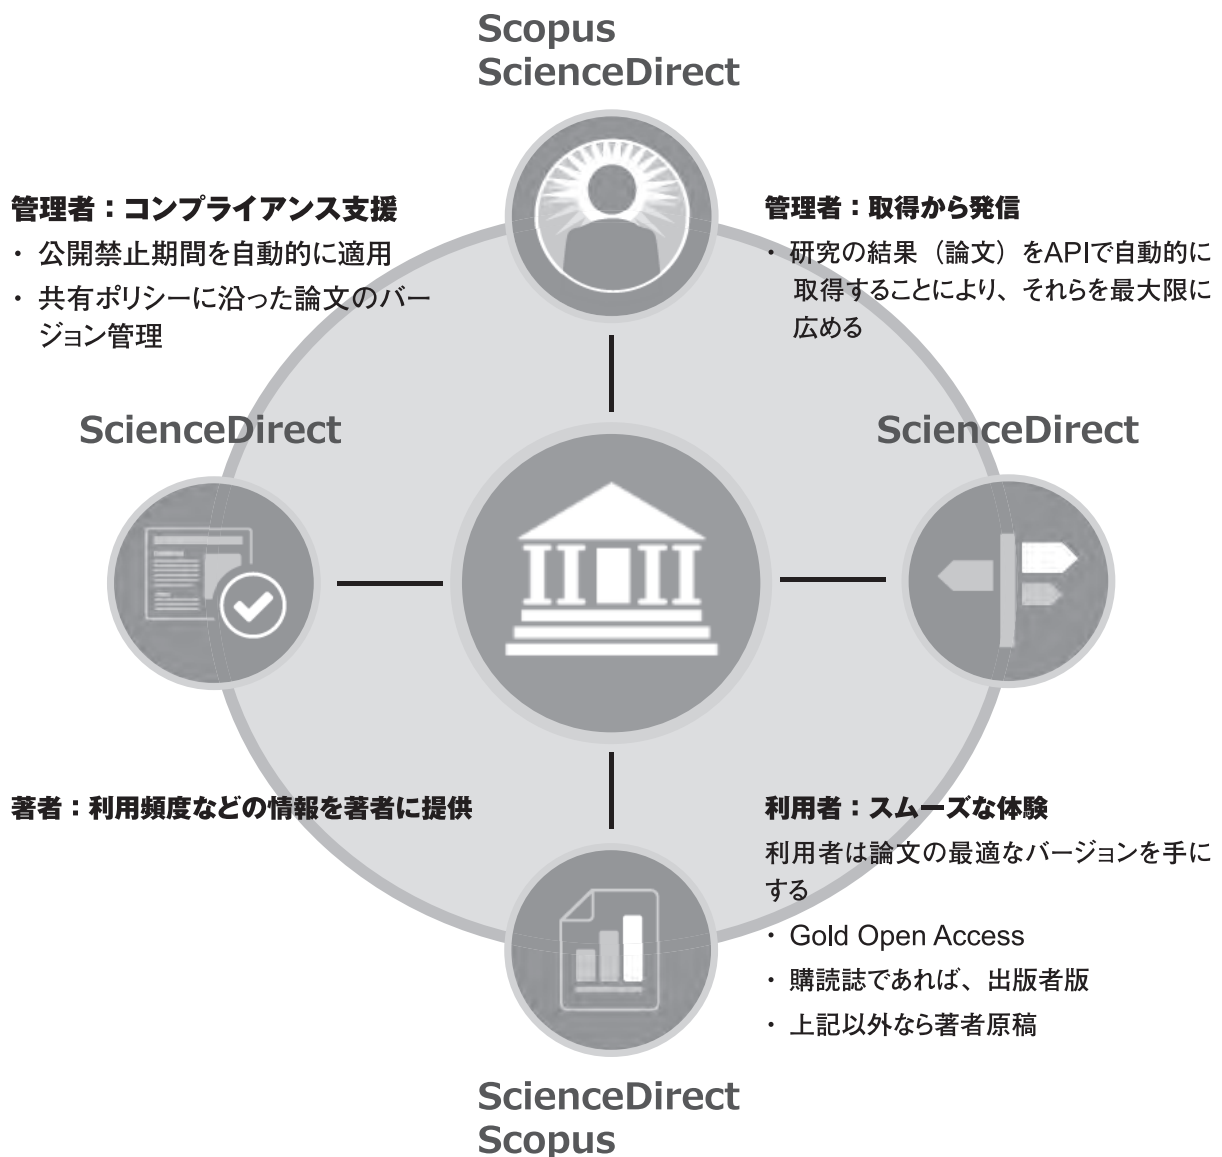 Scopus
ScienceDirect
管理者：コンプライアンス支援
・ 公開禁止期間を自動的に適用
・ 共有ポリシーに沿った論文のバー
ジョン管理
管理者：取得から発信
・ 研究の結果（論文）をAPIで自動的に
取得することにより、それらを最大限に
広める
ScienceDirect
ScienceDirect
著者：利用頻度などの情報を著者に提供
利用者：スムーズな体験
利用者は論文の最適なバージョンを手に
する
・ Gold Open Access
・ 購読誌であれば、出版者版
・ 上記以外なら著者原稿
ScienceDirect
Scopus